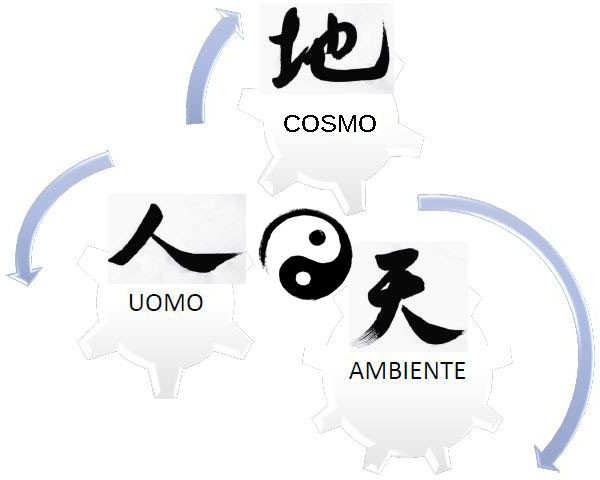 地
COSMO
人
UOMO
天
AMBIENTE